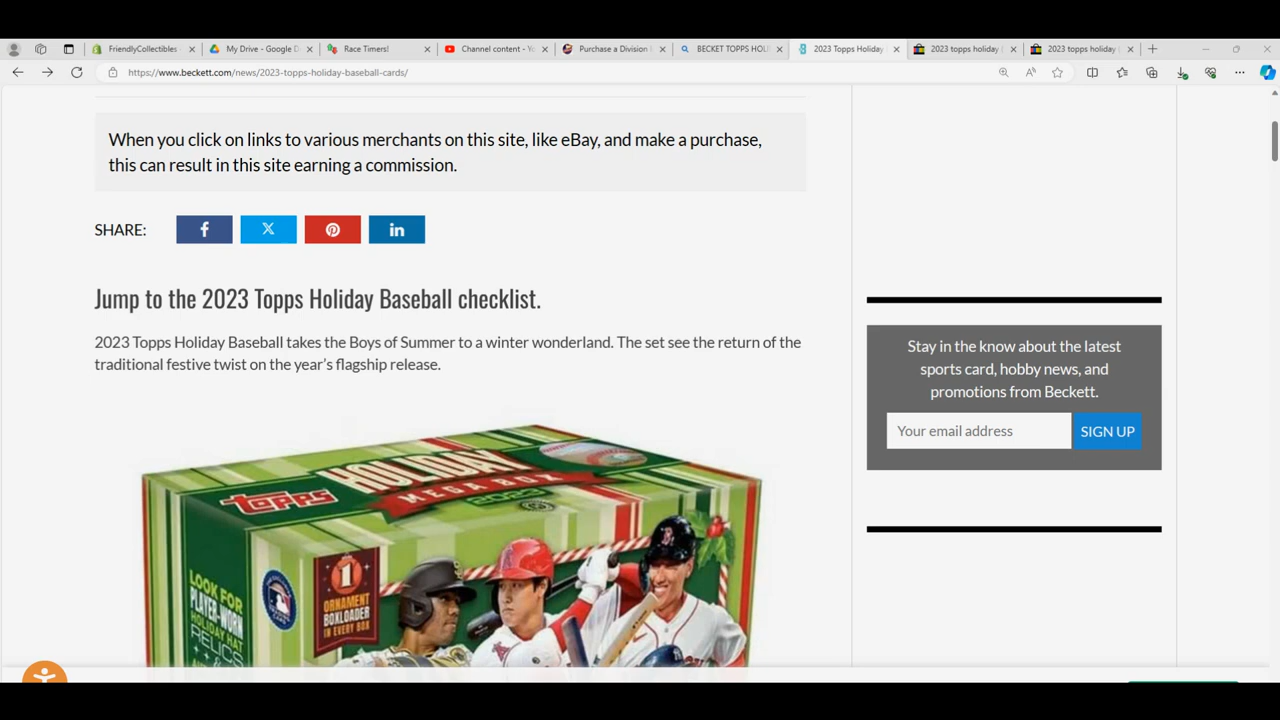 FriendlyCollectibles
My Drive - Google D
Race Timers!
Channel content - Y
Purchase a Division
BECKET TOPPS HOL
2023 Topps Holiday
2023 topps holiday
2023 topps holiday
https://www.beckett.com/news/2023-topps-holiday-baseball-cards/
When you click on links to various merchants on this site, like eBay, and make a purchase,
this can result in this site earning a commission.
SHARE:
Jump to the 2023 Topps Holiday Baseball checklist.
2023 Topps Holiday Baseball takes the Boys of Summer to a winter wonderland. The set see the return of the
traditional festive twist on the year's flagship release.
Stay in the know about the latest
sports card, hobby news, and
promotions from Beckett.
Your email address
SIGN UP
topps
HOLIDAY
MEGA BOX
2023
LOOK FOR
PLAYER-WORN
HOLIDAY HAT
RELICS
1
ORNAMENT
BOXLOADER
IN EVERY BOX